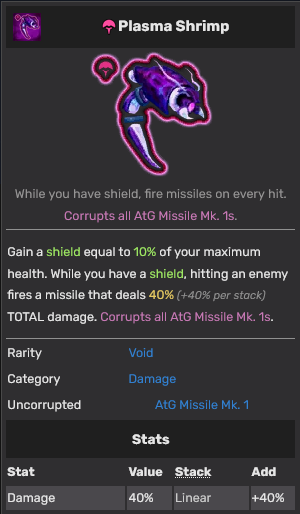 Plasma Shrimp
While you have shield, fire missiles on every hit.
Corrupts all AtG Missile Mk. 1s.
Gain a shield equal to 10% of your maximum
health. While you have a shield, hitting an enemy
fires a missile that deals 40% (+40% per stack)
TOTAL damage. Corrupts all AtG Missile Mk. 1s.
Rarity Void
Category Damage
Uncorrupted AtG Missile Mk. 1
Stats
Stat Value Stack Add
Damage 40% Linear +40%